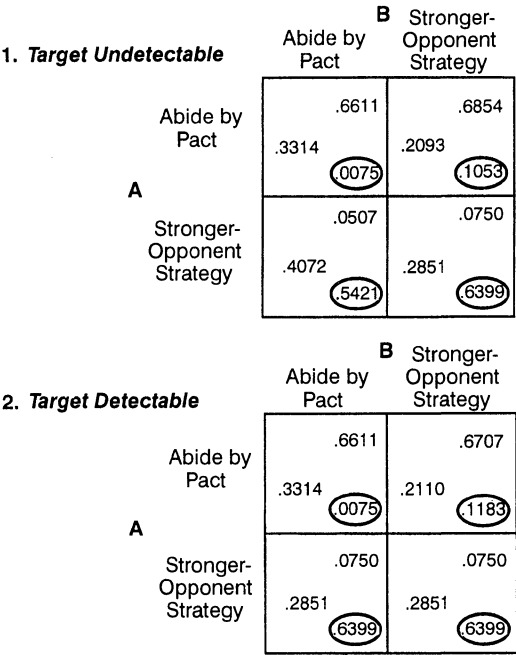 B Stronger-
Abide by Opponent
1. Target Undetectable Pact Strategy
.6611 .6854
Abide by
Pact
.3314 .2093
.0075 .1053
A
.0507 .0750
Stronger-
Opponent
Strategy
.4072 .2851
.5421 .6399
B Stronger-
Abide by Opponent
2. Target Detectable Pact Strategy
.6611 .6707
Abide by
Pact
.3314 .2110
.0075 .1183
A
.0750 .0750
Stronger-
Opponent
Strategy
.2851 .2851
.6399 .6399